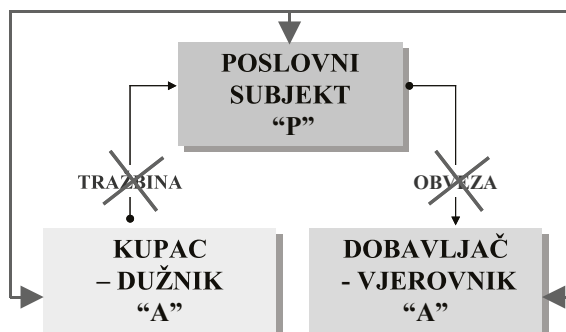 POSLOVNI
SUBJEKT
“P”
TRAŽBINA
OBVEZA
KUPAC
– DUŽNIK
“A”
DOBAVLJAČ
- VJEROVNIK
“A”